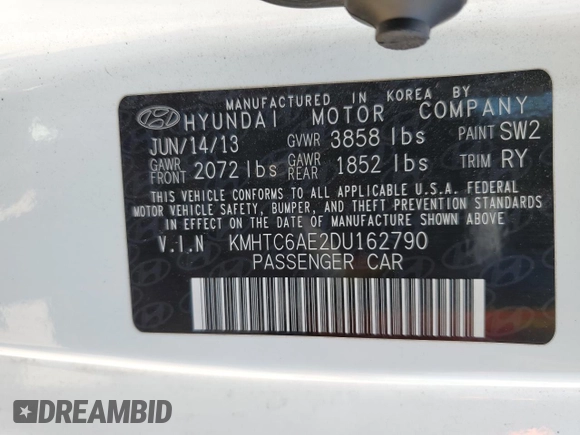 MANUFACTURED IN KOREA BY
HYUNDAI MOTOR COMPANY
JUN/14/13 GVWR 3858 lbs PAINT SW2
GAWR FRONT 2072 lbs GAWR REAR 1852 lbs TRIM RY
THIS VEHICLE CONFORMS TO ALL APPLICABLE U.S.A. FEDERAL
MOTOR VEHICLE SAFETY, BUMPER, AND THEFT PREVENTION STANDARDS
IN EFFECT ON THE DATE OF MANUFACTURE SHOWN ABOVE.
V.I.N KMHTC6AE2DU162790
PASSENGER CAR
DREAMBID